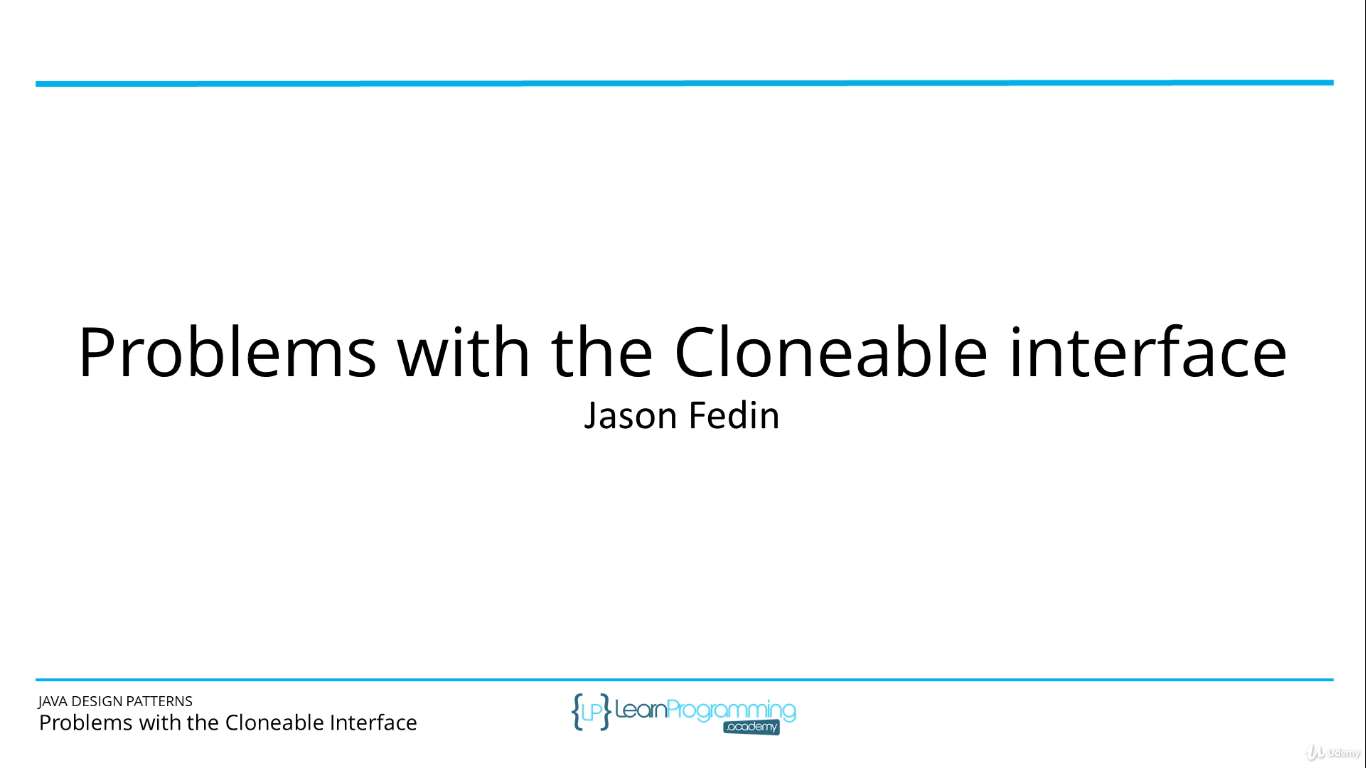 Problems with the Cloneable interface
Jason Fedin
JAVA DESIGN PATTERNS
Problems with the Cloneable Interface
{LP} LearnProgramming
.academy
Udemy